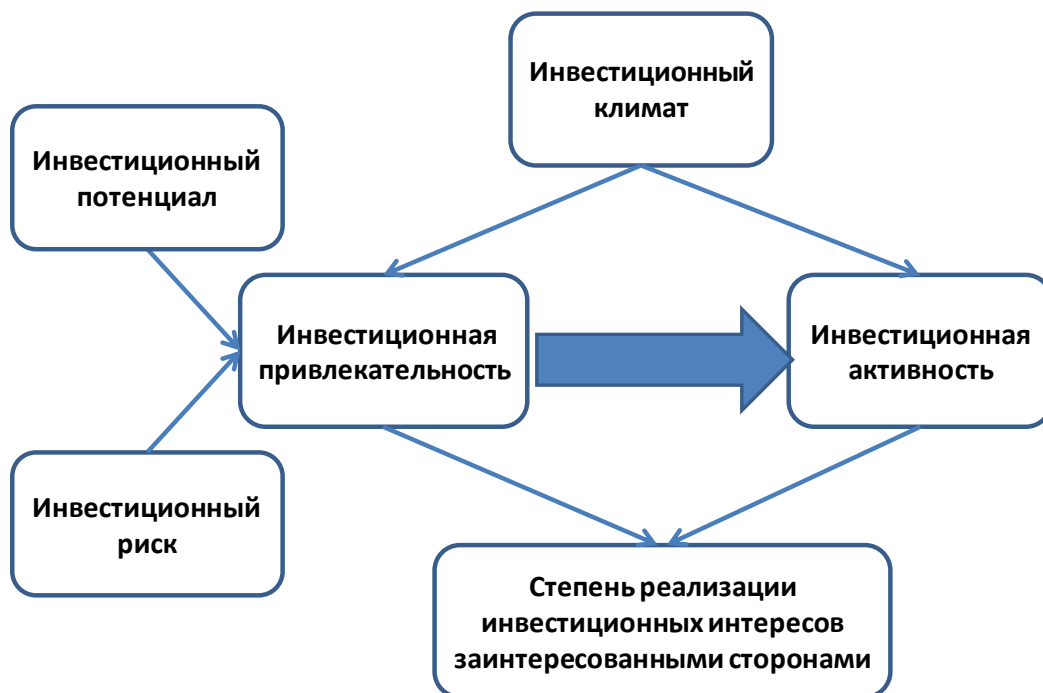 Инвестиционный
климат
Инвестиционный
потенциал
Инвестиционная
привлекательность
Инвестиционная
активность
Инвестиционный
риск
Степень реализации
инвестиционных интересов
заинтересованными сторонами